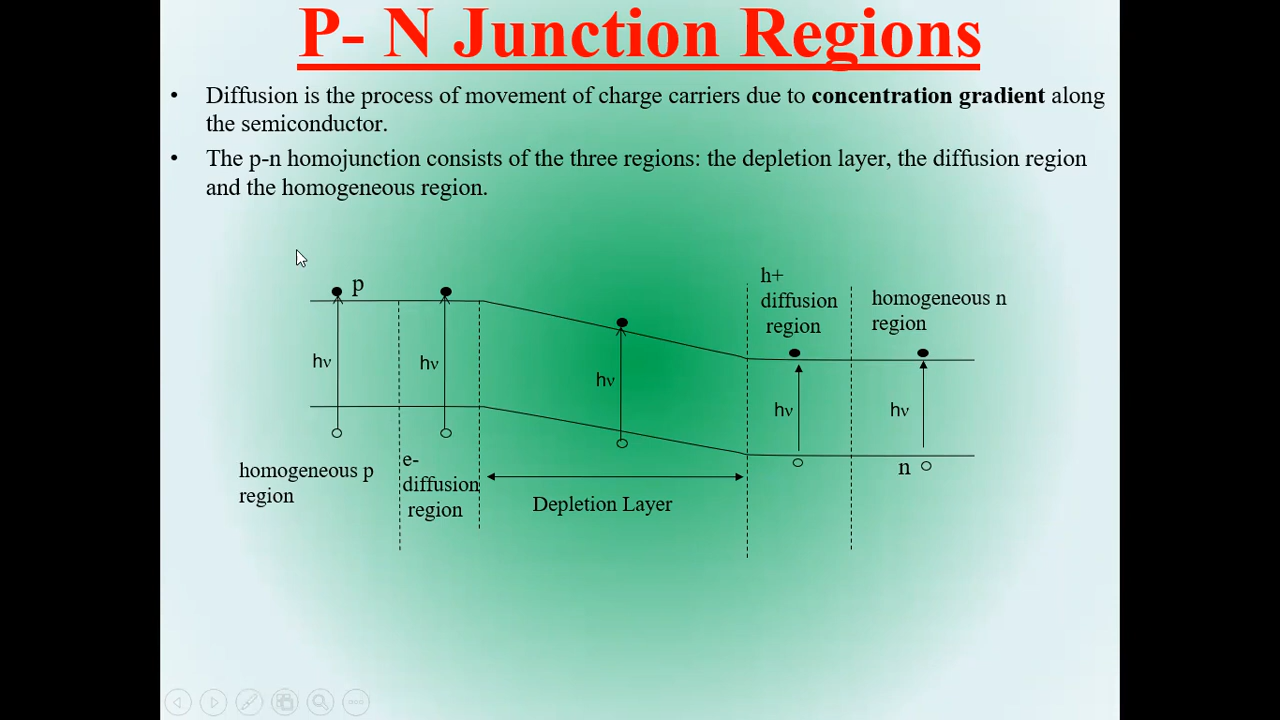 P- N Junction Regions
• Diffusion is the process of movement of charge carriers due to concentration gradient along
the semiconductor.
• The p-n homojunction consists of the three regions: the depletion layer, the diffusion region
and the homogeneous region.
p
h+
diffusion
region
homogeneous n
region
hν
hν
hν
hν
hν
homogeneous p
region
e-
diffusion
region
Depletion Layer
n